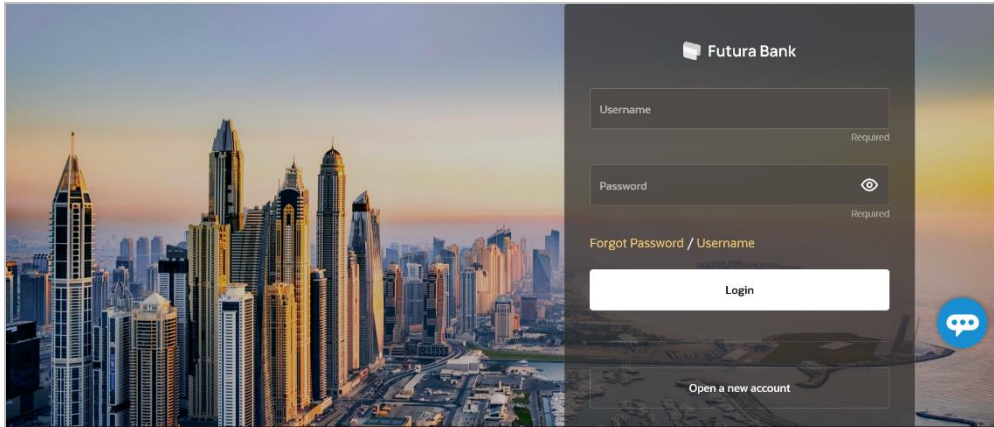 Futura Bank
Username
Required
Password
Required
Forgot Password / Username
Login
Open a new account